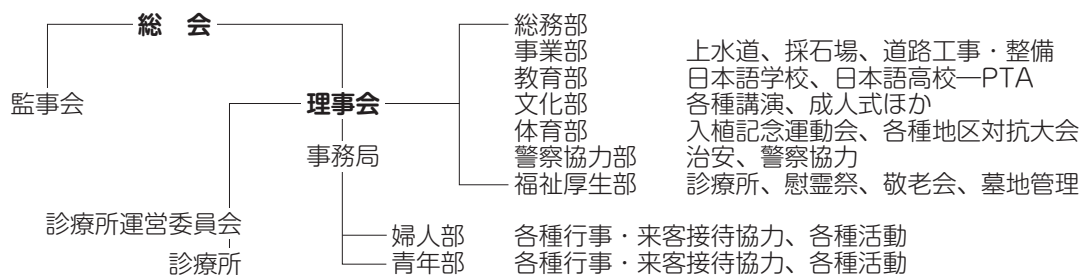 総 会
総務部
事業部 上水道、採石場、道路工事・整備
教育部 日本語学校、日本語高校―PTA
監事会 理事会 文化部 各種講演、成人式ほか
体育部 入植記念運動会、各種地区対抗大会
事務局 警察協力部 治安、警察協力
福祉厚生部 診療所、慰霊祭、敬老会、墓地管理
診療所運営委員会
婦人部 各種行事・来客接待協力、各種活動
診療所 青年部 各種行事・来客接待協力、各種活動